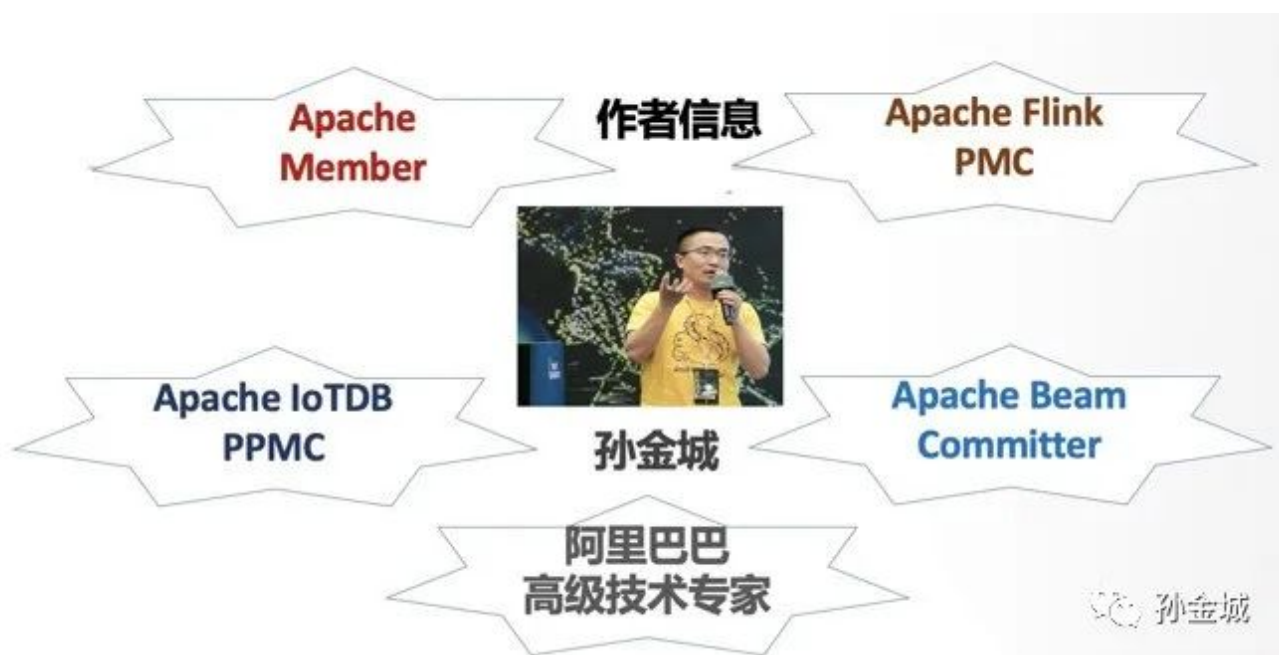 作者信息
Apache
Member
Apache Flink
PMC
Apache IoTDB
PPMC
孙金城
Apache Beam
Committer
阿里巴巴
高级技术专家
孙金城